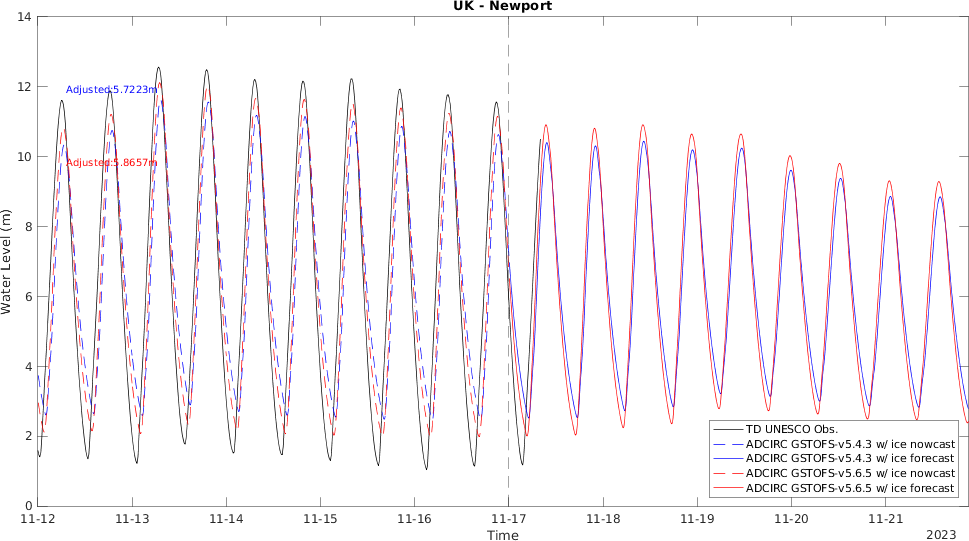 UK - Newport
14
12
10
8
6
4
2
0
Water Level (m)
Adjusted:5.7223m
Adjusted:5.8657m
TD UNESCO Obs.
ADCIRC GSTOFS-v5.4.3 w/ ice nowcast
ADCIRC GSTOFS-v5.4.3 w/ ice forecast
ADCIRC GSTOFS-v5.6.5 w/ ice nowcast
ADCIRC GSTOFS-v5.6.5 w/ ice forecast
11-12 11-13 11-14 11-15 11-16 11-17 11-18 11-19 11-20 11-21
Time
2023